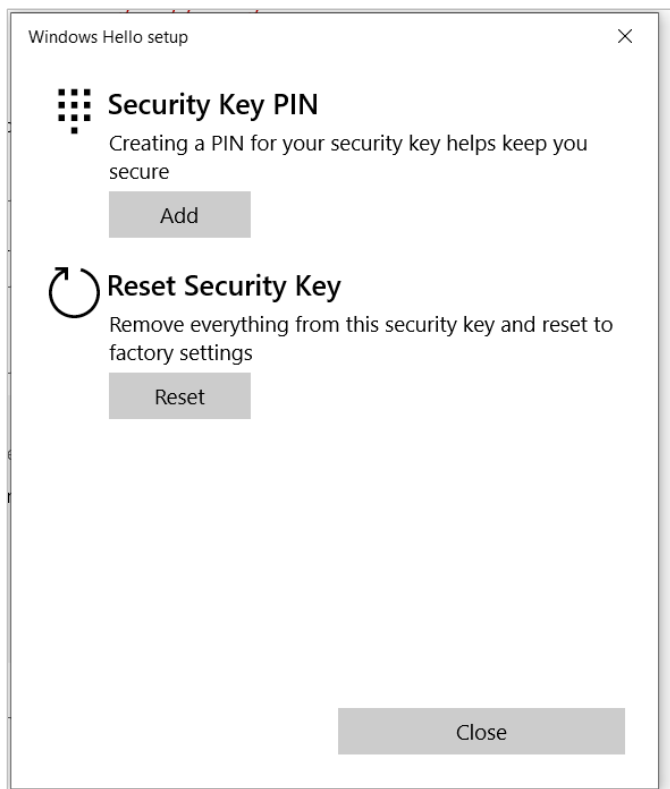 Windows Hello setup
Security Key PIN
Creating a PIN for your security key helps keep you
secure
Add
Reset Security Key
Remove everything from this security key and reset to
factory settings
Reset
Close